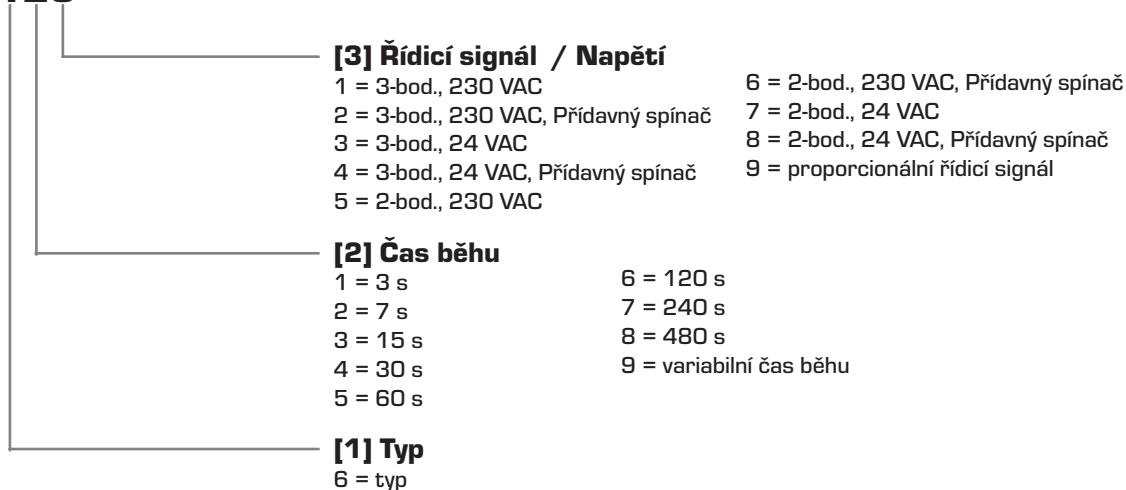 [3] Řídicí signál / Napětí
1 = 3-bod., 230 VAC
2 = 3-bod., 230 VAC, Přídavný spínač
3 = 3-bod., 24 VAC
4 = 3-bod., 24 VAC, Přídavný spínač
5 = 2-bod., 230 VAC
6 = 2-bod., 230 VAC, Přídavný spínač
7 = 2-bod., 24 VAC
8 = 2-bod., 24 VAC, Přídavný spínač
9 = proporcionální řídicí signál
[2] Čas běhu
1 = 3 s
2 = 7 s
3 = 15 s
4 = 30 s
5 = 60 s
6 = 120 s
7 = 240 s
8 = 480 s
9 = variabilní čas běhu
[1] Typ
6 = typ